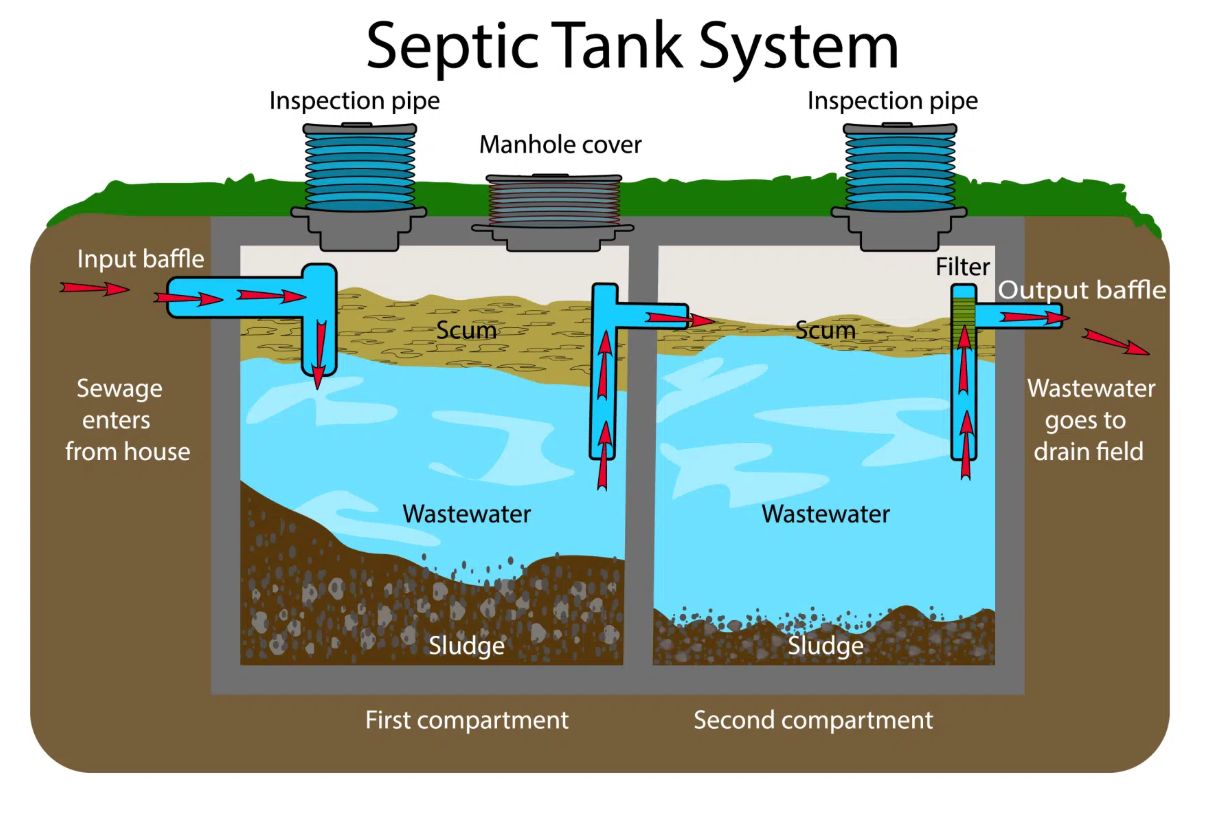 Septic Tank System
Inspection pipe
Inspection pipe
Manhole cover
Input baffle
Filter
Output baffle
Scum
Scum
Sewage
enters
from house
Wastewater
goes to
drain field
Wastewater
Wastewater
Sludge
Sludge
First compartment
Second compartment